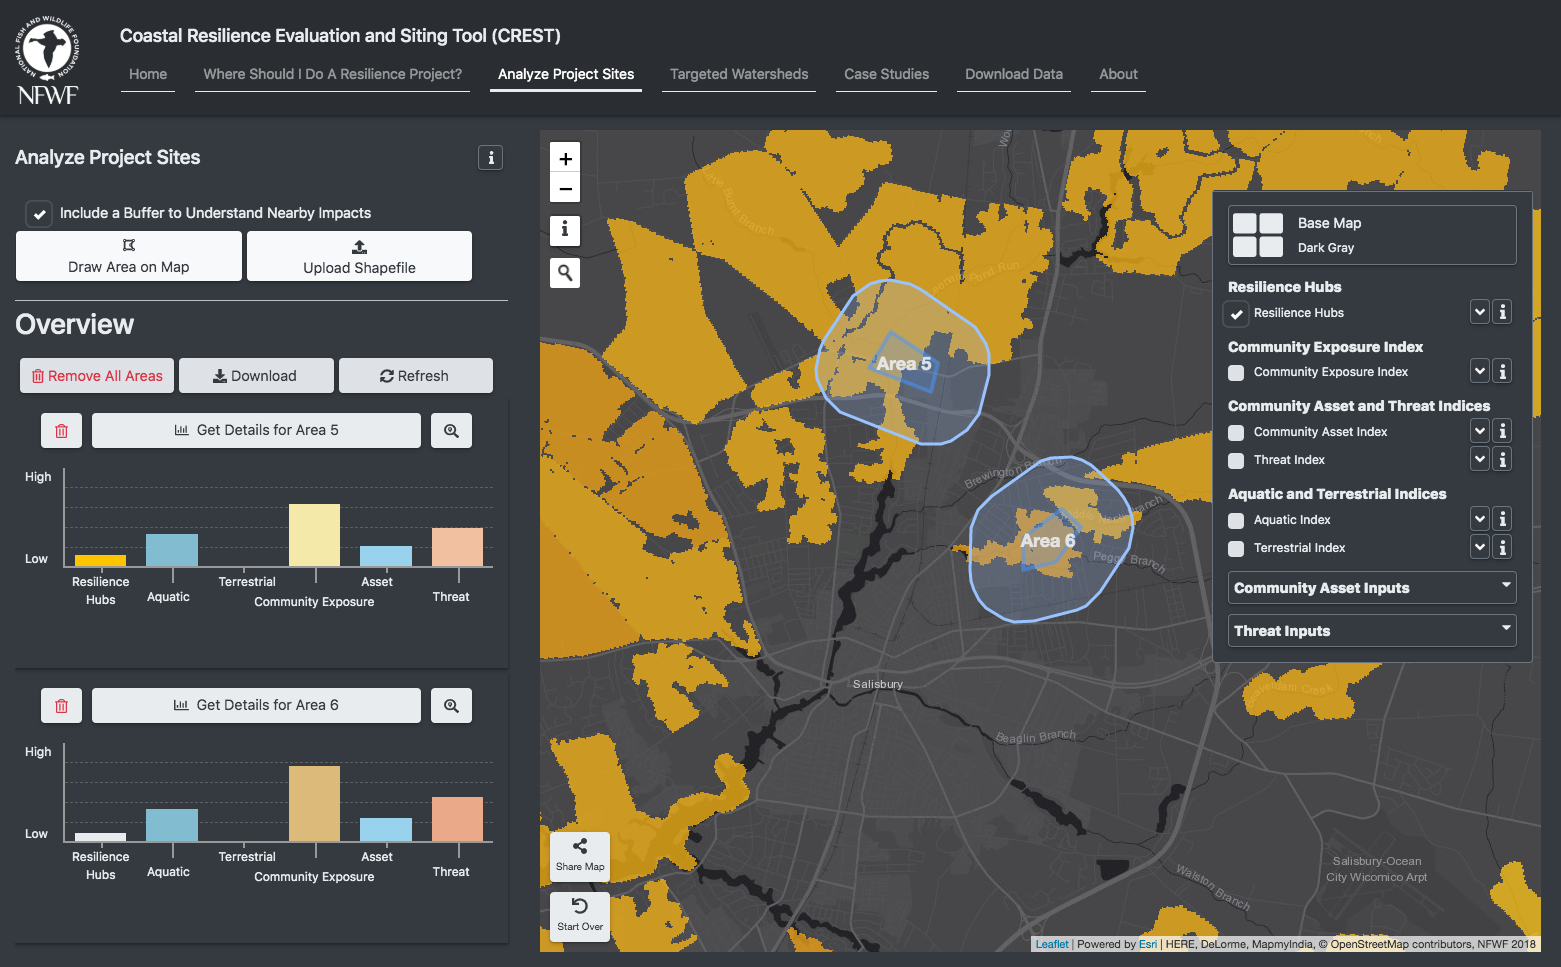 NATIONAL FISH AND WILDLIFE FOUNDATION
NFWF
Coastal Resilience Evaluation and Siting Tool (CREST)
Home
Where Should I Do A Resilience Project?
Analyze Project Sites
Targeted Watersheds
Case Studies
Download Data
About
Analyze Project Sites
i
Include a Buffer to Understand Nearby Impacts
Draw Area on Map
Upload Shapefile
Overview
Remove All Areas
Download
Refresh
Get Details for Area 5
High
Low
Resilience
Hubs
Aquatic
Terrestrial
Community Exposure
Asset
Threat
Get Details for Area 6
High
Low
Resilience
Hubs
Aquatic
Terrestrial
Community Exposure
Asset
Threat
+
−
i
Area 5
Brewington Branch
Area 6
Peggy Branch
Salisbury
Beaglin Branch
Beaverdam Creek
Salisbury-Ocean
City Wicomico Arpt
Walston Branch
Share Map
Start Over
Base Map
Dark Gray
Resilience Hubs
Resilience Hubs
i
Community Exposure Index
Community Exposure Index
i
Community Asset and Threat Indices
Community Asset Index
i
Threat Index
i
Aquatic and Terrestrial Indices
Aquatic Index
i
Terrestrial Index
i
Community Asset Inputs
Threat Inputs
Leaflet | Powered by Esri | HERE, DeLorme, MapmyIndia, © OpenStreetMap contributors, NFWF 2018